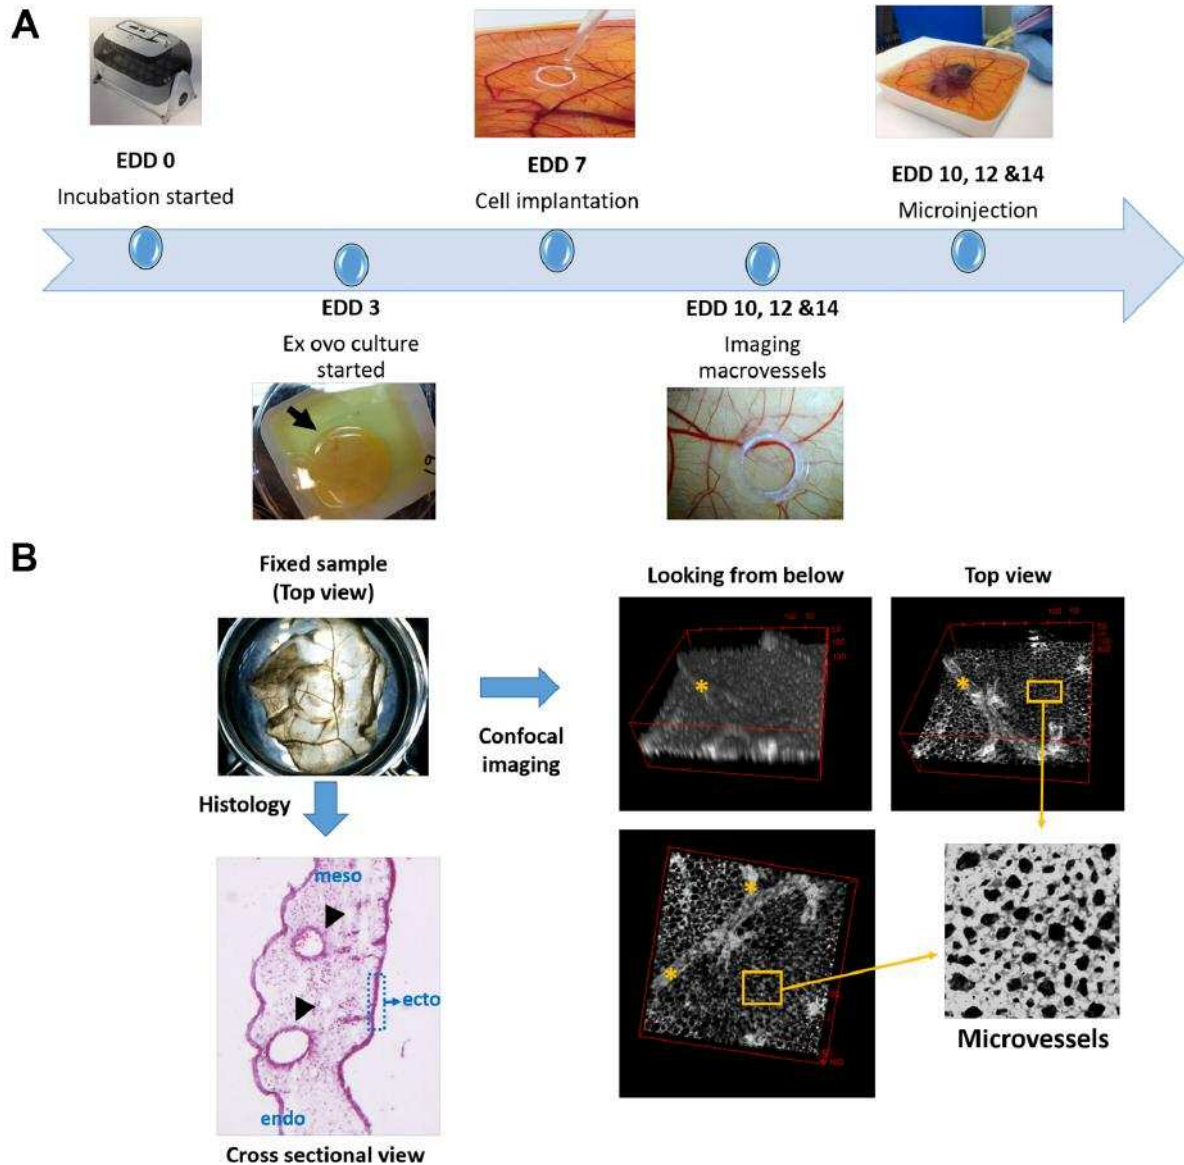 A
EDD 0
Incubation started
EDD 7
Cell implantation
EDD 10, 12 &14
Microinjection
EDD 3
Ex ovo culture
started
EDD 10, 12 &14
Imaging
macrovessels
B
Fixed sample
(Top view)
Looking from below
Top view
*
*
Confocal
imaging
Histology
meso
ecto
endo
*
*
Microvessels
Cross sectional view